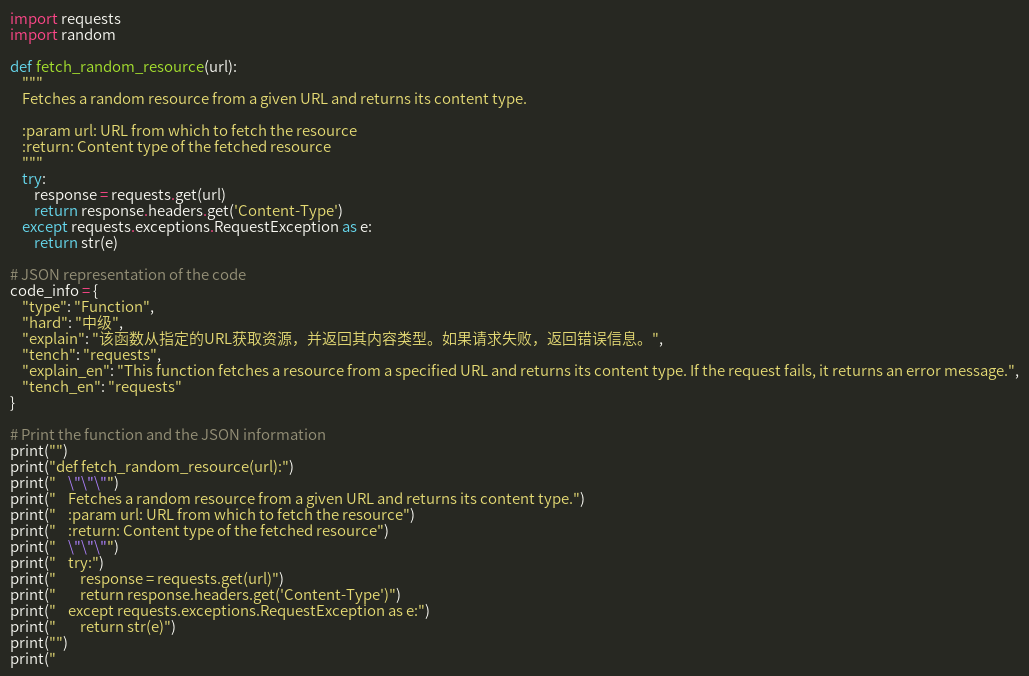 import requests
import random

def fetch_random_resource(url):
    """
    Fetches a random resource from a given URL and returns its content type.

    :param url: URL from which to fetch the resource
    :return: Content type of the fetched resource
    """
    try:
        response = requests.get(url)
        return response.headers.get('Content-Type')
    except requests.exceptions.RequestException as e:
        return str(e)

# JSON representation of the code
code_info = {
    "type": "Function",
    "hard": "中级",
    "explain": "该函数从指定的URL获取资源，并返回其内容类型。如果请求失败，返回错误信息。",
    "tench": "requests",
    "explain_en": "This function fetches a resource from a specified URL and returns its content type. If the request fails, it returns an error message.",
    "tench_en": "requests"
}

# Print the function and the JSON information
print("")
print("def fetch_random_resource(url):")
print("    \"\"\"")
print("    Fetches a random resource from a given URL and returns its content type.")
print("    :param url: URL from which to fetch the resource")
print("    :return: Content type of the fetched resource")
print("    \"\"\"")
print("    try:")
print("        response = requests.get(url)")
print("        return response.headers.get('Content-Type')")
print("    except requests.exceptions.RequestException as e:")
print("        return str(e)")
print("")
print("